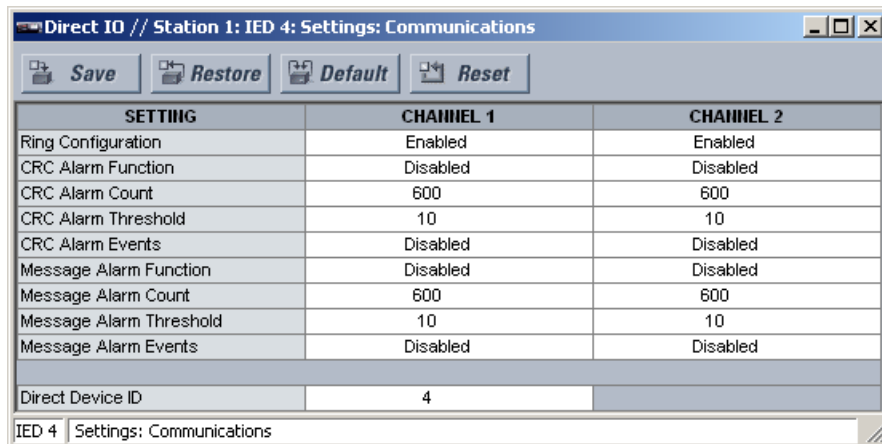 Direct IO // Station 1: IED 4: Settings: Communications
Save Restore Default Reset
SETTING CHANNEL 1 CHANNEL 2
Ring Configuration Enabled Enabled
CRC Alarm Function Disabled Disabled
CRC Alarm Count 600 600
CRC Alarm Threshold 10 10
CRC Alarm Events Disabled Disabled
Message Alarm Function Disabled Disabled
Message Alarm Count 600 600
Message Alarm Threshold 10 10
Message Alarm Events Disabled Disabled
Direct Device ID 4
IED 4 Settings: Communications